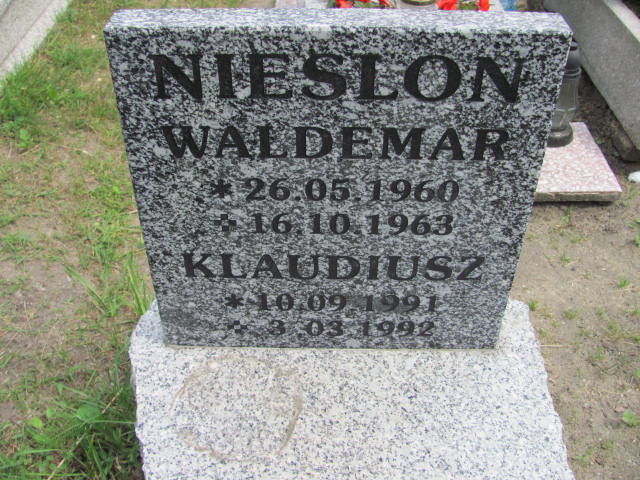 NIESLON
WALDEMAR
* 26.05.1960
✝ 16.10.1963
KLAUDIUSZ
* 10.09.1991
✝ 3.03.1992